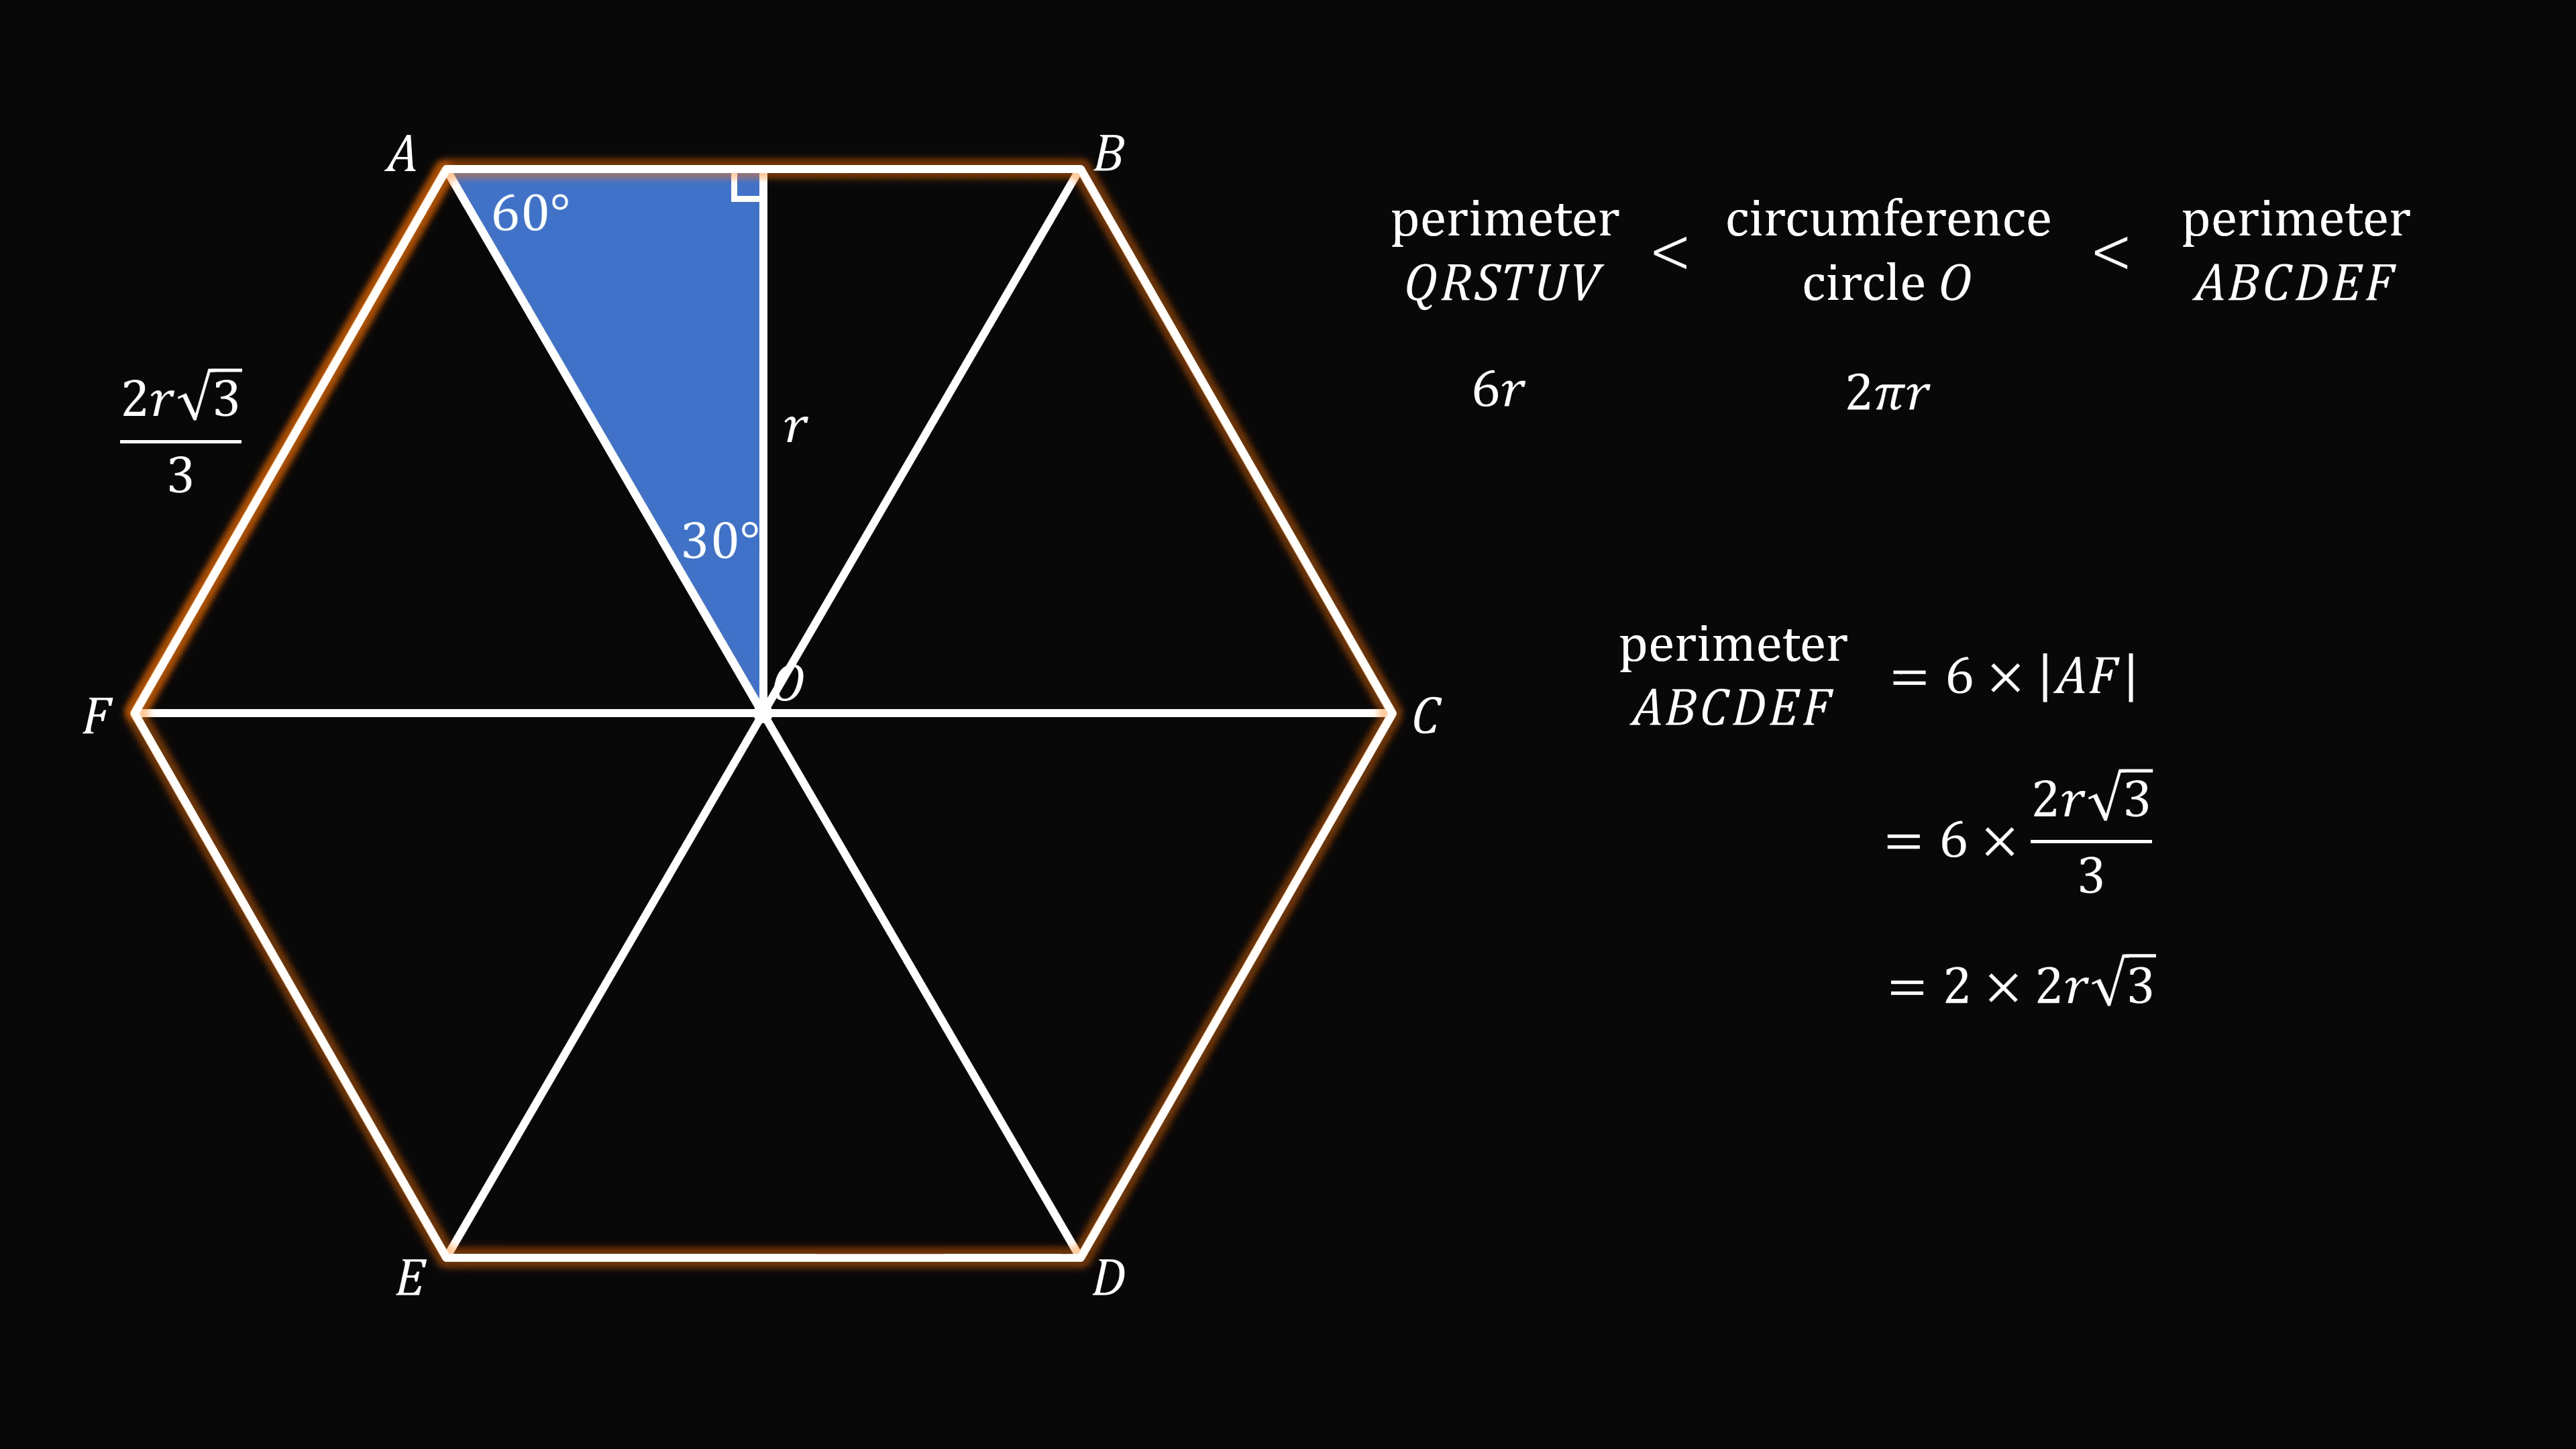 A
B
60°
30°
r
2r√3
3
O
F
C
E
D
perimeter < circumference < perimeter
QRSTUV circle O ABCDEF
6r 2πr
perimeter
ABCDEF = 6 × |AF|
= 6 × 2r√3
3
= 2 × 2r√3